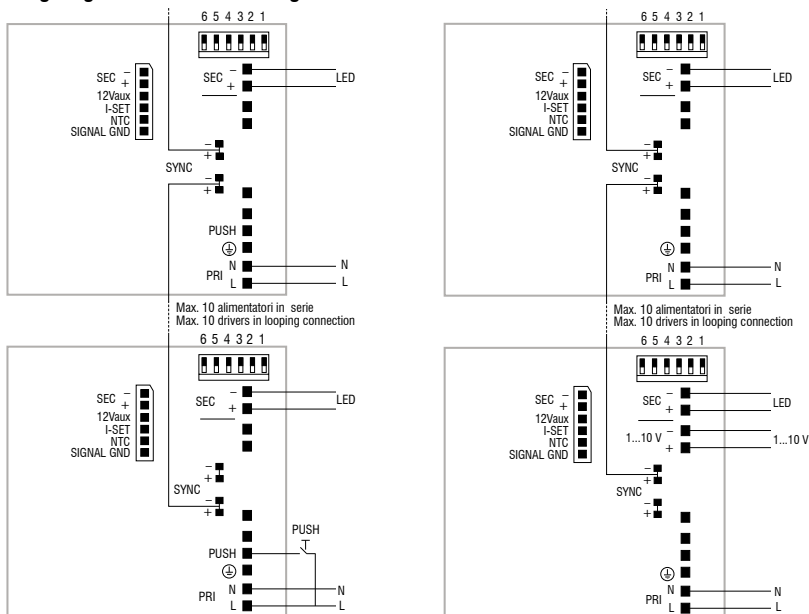 6 5 4 3 2 1
SEC –
+
12Vaux
I-SET
NTC
SIGNAL GND
SEC –
+
LED
–
+
SYNC
–
+
PUSH
N
PRI
L
N
L
Max. 10 alimentatori in serie
Max. 10 drivers in looping connection
6 5 4 3 2 1
SEC –
+
12Vaux
I-SET
NTC
SIGNAL GND
SEC –
+
LED
–
+
SYNC
–
+
PUSH
PUSH
N
PRI
L
N
L
6 5 4 3 2 1
SEC –
+
12Vaux
I-SET
NTC
SIGNAL GND
SEC –
+
LED
–
+
SYNC
–
+
N
PRI
L
N
L
Max. 10 alimentatori in serie
Max. 10 drivers in looping connection
6 5 4 3 2 1
SEC –
+
12Vaux
I-SET
NTC
SIGNAL GND
SEC –
+
LED
1...10 V –
+
1...10 V
–
+
SYNC
–
+
N
PRI
L
N
L